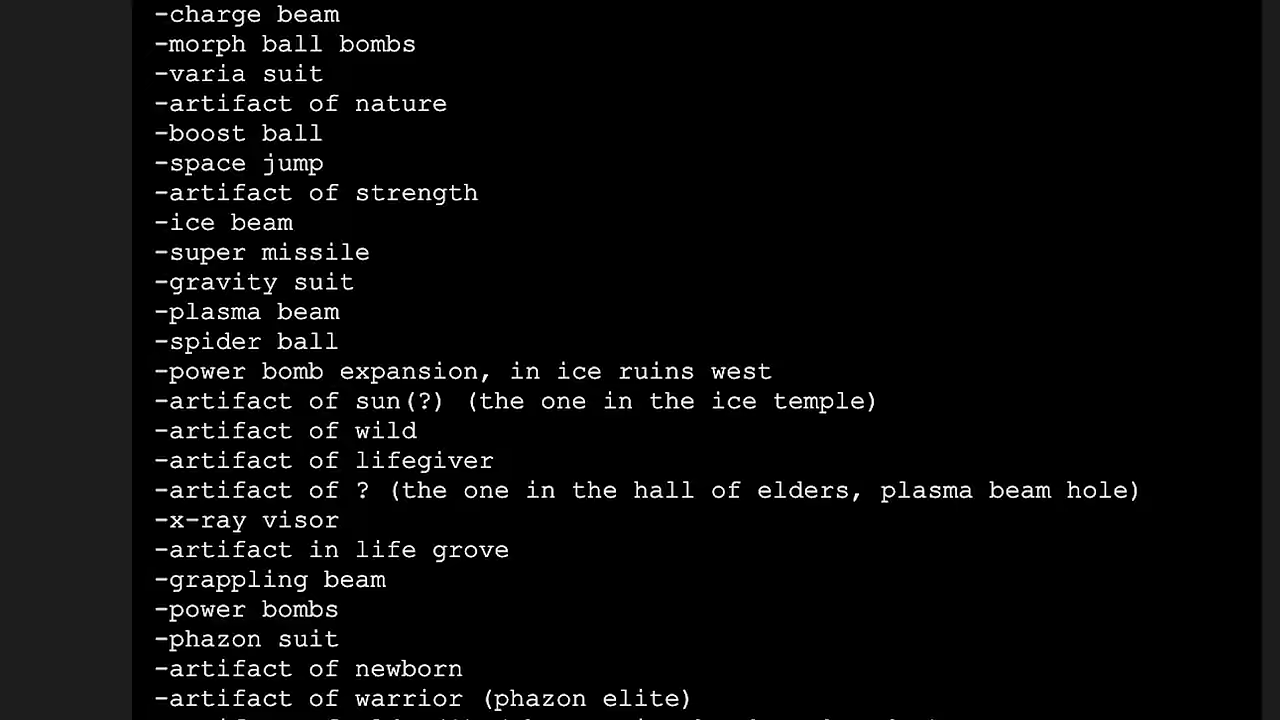 -charge beam
-morph ball bombs
-varia suit
-artifact of nature
-boost ball
-space jump
-artifact of strength
-ice beam
-super missile
-gravity suit
-plasma beam
-spider ball
-power bomb expansion, in ice ruins west
-artifact of sun(?) (the one in the ice temple)
-artifact of wild
-artifact of lifegiver
-artifact of ? (the one in the hall of elders, plasma beam hole)
-x-ray visor
-artifact in life grove
-grappling beam
-power bombs
-phazon suit
-artifact of newborn
-artifact of warrior (phazon elite)